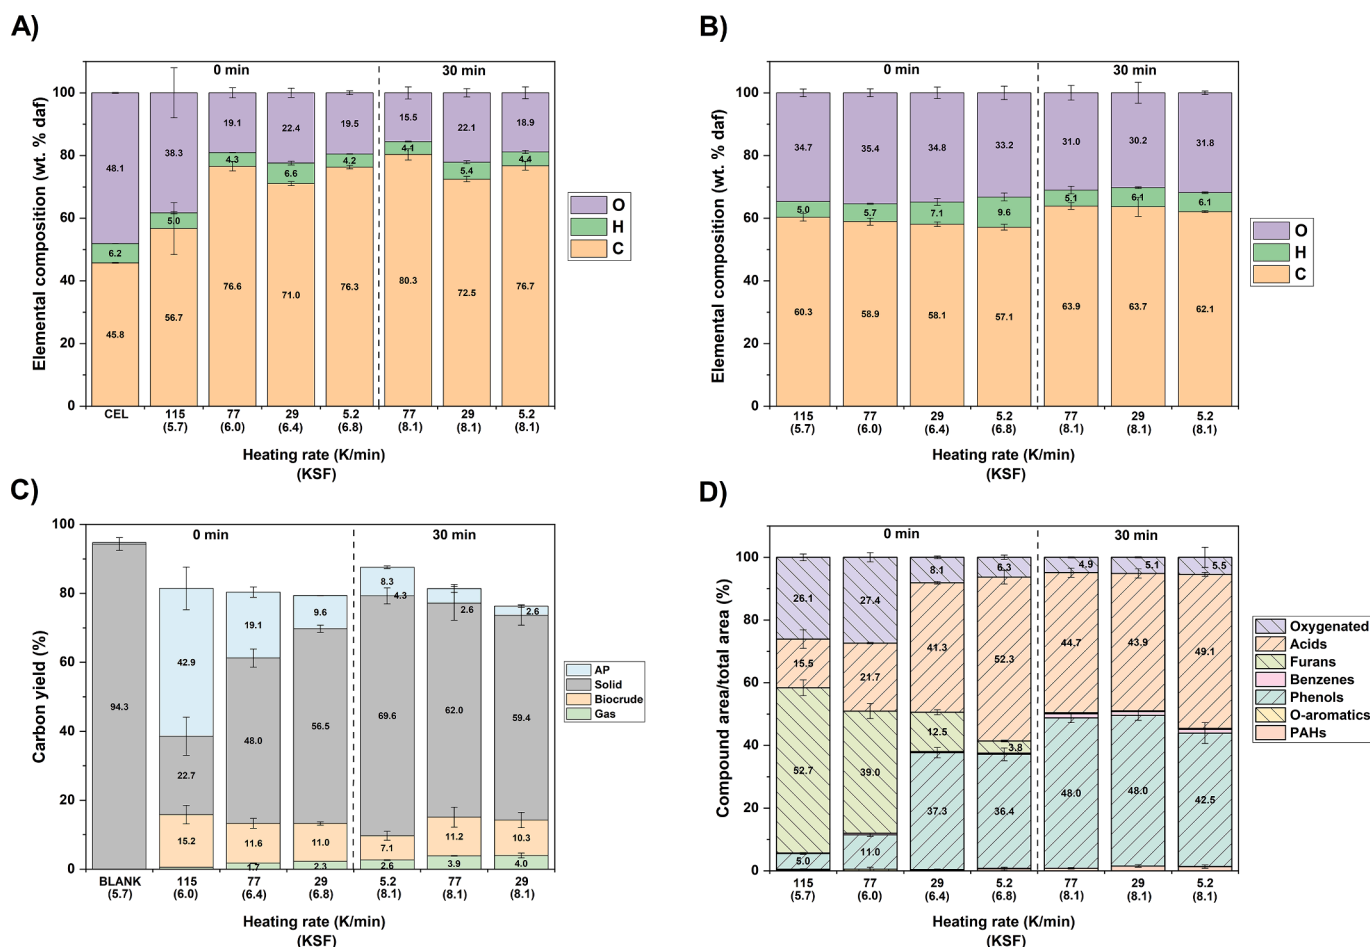 A)
0 min 30 min
100
80
60
40
20
0
Elemental composition (wt. % daf)
48.1 38.3 19.1 22.4 19.5 15.5 22.1 18.9
6.2 5.0 4.3 6.6 4.2 4.1 5.4 4.4
45.8 56.7 76.6 71.0 76.3 80.3 72.5 76.7
CEL 115 77 29 5.2 77 29 5.2
(5.7) (6.0) (6.4) (6.8) (8.1) (8.1) (8.1)
Heating rate (K/min)
(KSF)
O
H
C
B)
0 min 30 min
100
80
60
40
20
0
Elemental composition (wt. % daf)
34.7 35.4 34.8 33.2 31.0 30.2 31.8
5.0 5.7 7.1 9.6 5.1 6.1 6.1
60.3 58.9 58.1 57.1 63.9 63.7 62.1
115 77 29 5.2 77 29 5.2
(5.7) (6.0) (6.4) (6.8) (8.1) (8.1) (8.1)
Heating rate (K/min)
(KSF)
O
H
C
C)
0 min 30 min
100
80
60
40
20
0
Carbon yield (%)
42.9 19.1 9.6 8.3 4.3 2.6 2.6
94.3 22.7 48.0 56.5 69.6 62.0 59.4
15.2 11.6 11.0 7.1 11.2 10.3
1.7 2.3 2.6 3.9 4.0
BLANK 115 77 29 5.2 77 29
(5.7) (6.0) (6.4) (6.8) (8.1) (8.1) (8.1)
Heating rate (K/min)
(KSF)
AP
Solid
Biocrude
Gas
D)
0 min 30 min
100
80
60
40
20
0
Compound area/total area (%)
26.1 27.4 8.1 6.3 4.9 5.1 5.5
15.5 21.7 41.3 52.3 44.7 43.9 49.1
52.7 39.0 12.5 3.8
5.0 11.0 37.3 36.4 48.0 48.0 42.5
115 77 29 5.2 77 29 5.2
(5.7) (6.0) (6.4) (6.8) (8.1) (8.1) (8.1)
Heating rate (K/min)
(KSF)
Oxygenated
Acids
Furans
Benzenes
Phenols
O-aromatics
PAHs